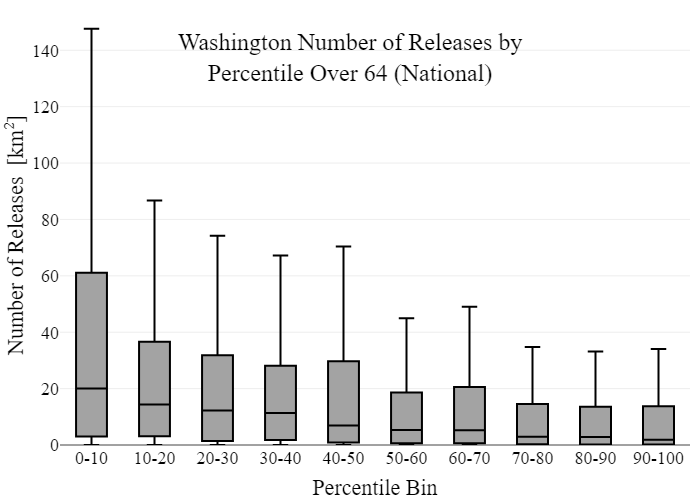 Washington Number of Releases by
Percentile Over 64 (National)
Number of Releases [km²]
140
120
100
80
60
40
20
0
0-10 10-20 20-30 30-40 40-50 50-60 60-70 70-80 80-90 90-100
Percentile Bin